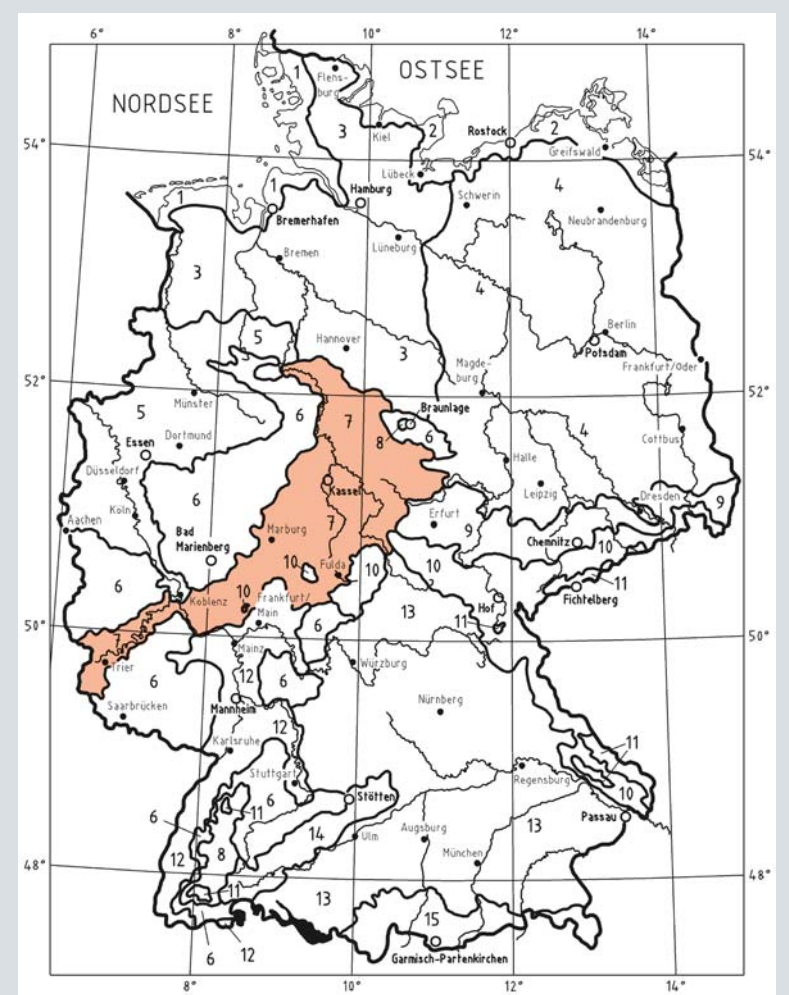 6° 8° 10° 12° 14°
NORDSEE
OSTSEE
1
Flens-
burg
3
Kiel
2
Rostock
2
Greifswald
54°
54°
Lübeck
4
1
1
Hamburg
Schwerin
Bremerhafen
Neubrandenburg
Lüneburg
Bremen
3
4
5
Hannover
3
Berlin
Potsdam
Magde-
burg
Frankfurt/Oder
52°
52°
5
Münster
6
7
Braunlage
8
6
4
Cottbus
Essen
Dortmund
Düsseldorf
Halle
Leipzig
Kassel
Köln
6
Dresden
9
Aachen
Bad
Marienberg
Marburg
7
Erfurt
9
Chemnitz
10
6
10
Fulda
10
10
11
Fichtelberg
Koblenz
10
Frankfurt/
Main
13
Hof
11
50°
50°
7
6
Trier
Mainz
12
6
Würzburg
6
Saarbrücken
Mannheim
Nürnberg
12
Karlsruhe
11
Stuttgart
Regensburg
10
6
11
Stötten
Passau
6
14
Ulm
Augsburg
13
12
8
München
48°
48°
11
13
15
6
12
Garmisch-Partenkirchen
8° 10° 12° 14°